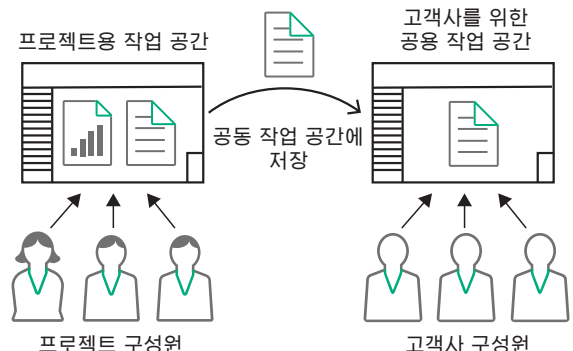 프로젝트용 작업 공간
고객사를 위한
공용 작업 공간
공동 작업 공간에
저장
프로젝트 구성원
고객사 구성원